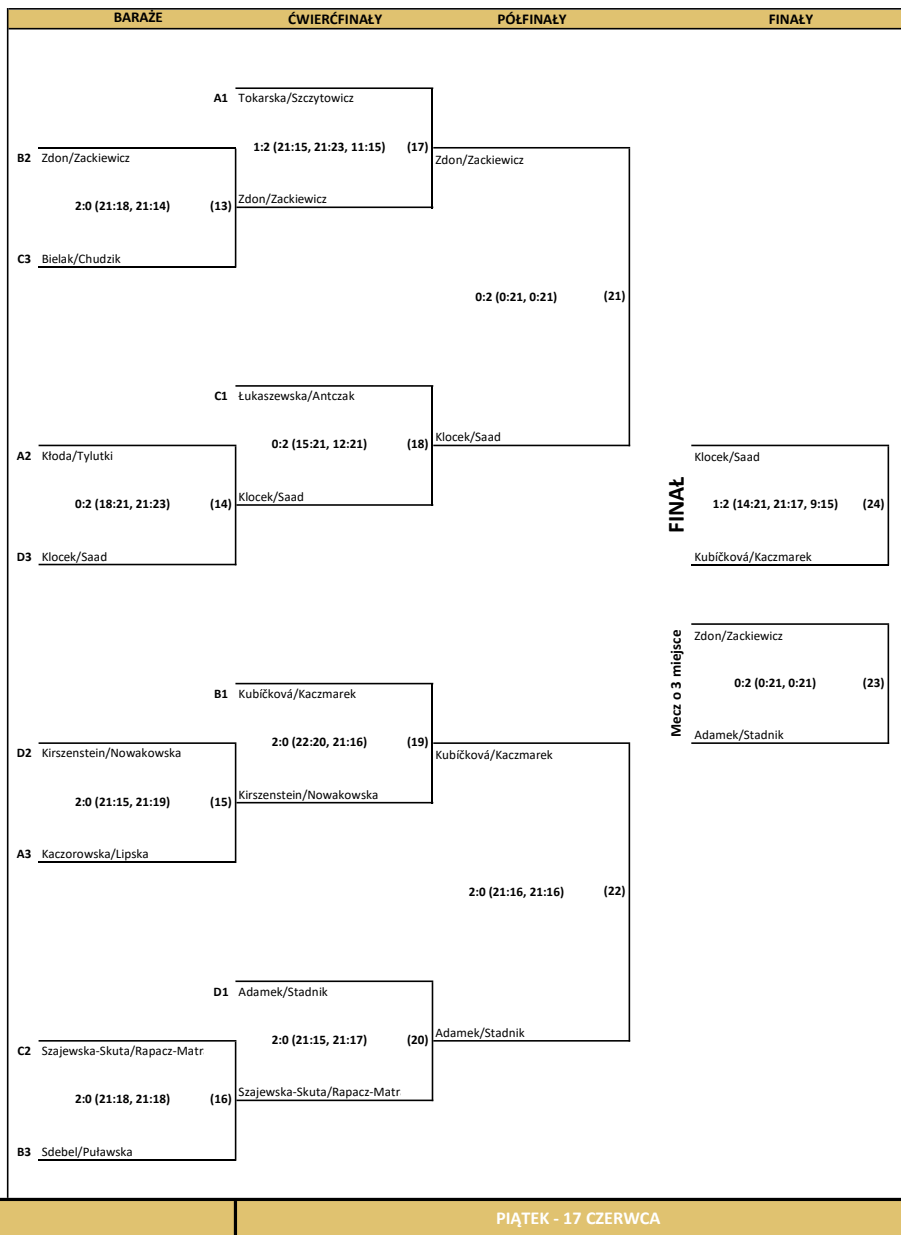 BARAŻE ĆWIERĆFINAŁY PÓŁFINAŁY FINAŁY
A1 Tokarska/Szczytowicz
1:2 (21:15, 21:23, 11:15) (17)
B2 Zdon/Zackiewicz
Zdon/Zackiewicz
2:0 (21:18, 21:14) (13)
Zdon/Zackiewicz
C3 Bielak/Chudzik
0:2 (0:21, 0:21) (21)
C1 Łukaszewska/Antczak
0:2 (15:21, 12:21) (18)
Klocek/Saad
A2 Kłoda/Tylutki
Klocek/Saad
0:2 (18:21, 21:23) (14)
Klocek/Saad
FINAŁ
1:2 (14:21, 21:17, 9:15) (24)
D3 Klocek/Saad
Kubíčková/Kaczmarek
Mecz o 3 miejsce
Zdon/Zackiewicz
0:2 (0:21, 0:21) (23)
Adamek/Stadnik
B1 Kubíčková/Kaczmarek
2:0 (22:20, 21:16) (19)
D2 Kirszenstein/Nowakowska
Kubíčková/Kaczmarek
2:0 (21:15, 21:19) (15)
Kirszenstein/Nowakowska
A3 Kaczorowska/Lipska
2:0 (21:16, 21:16) (22)
D1 Adamek/Stadnik
2:0 (21:15, 21:17) (20)
Adamek/Stadnik
C2 Szajewska-Skuta/Rapacz-Matr
2:0 (21:18, 21:18) (16)
Szajewska-Skuta/Rapacz-Matr
B3 Sdebel/Puławska
PIĄTEK - 17 CZERWCA